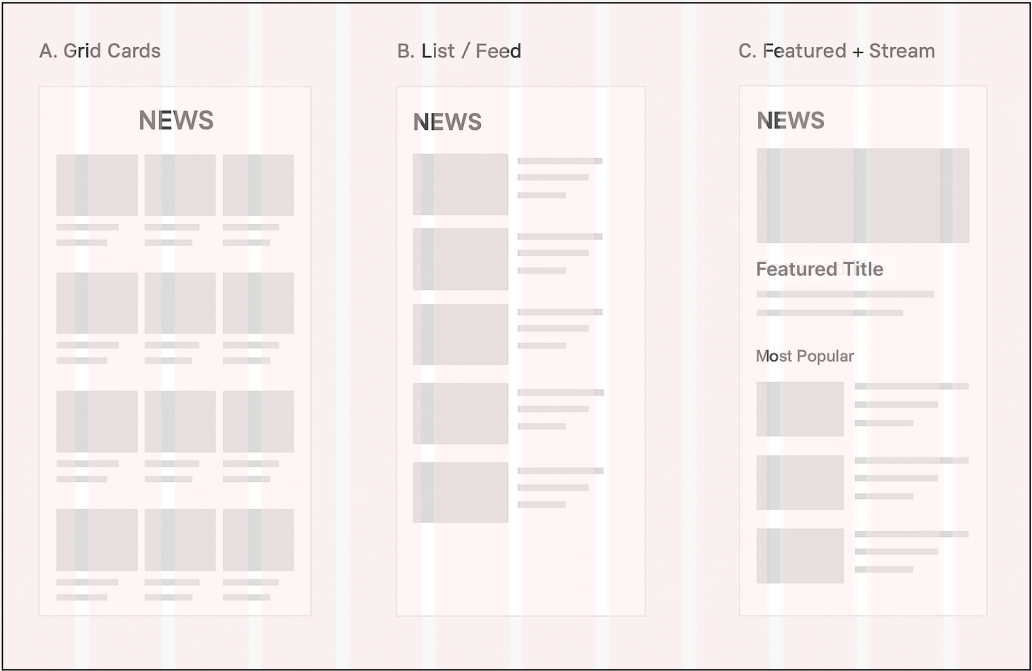 A. Grid Cards
NEWS
B. List / Feed
NEWS
C. Featured + Stream
NEWS
Featured Title
Most Popular